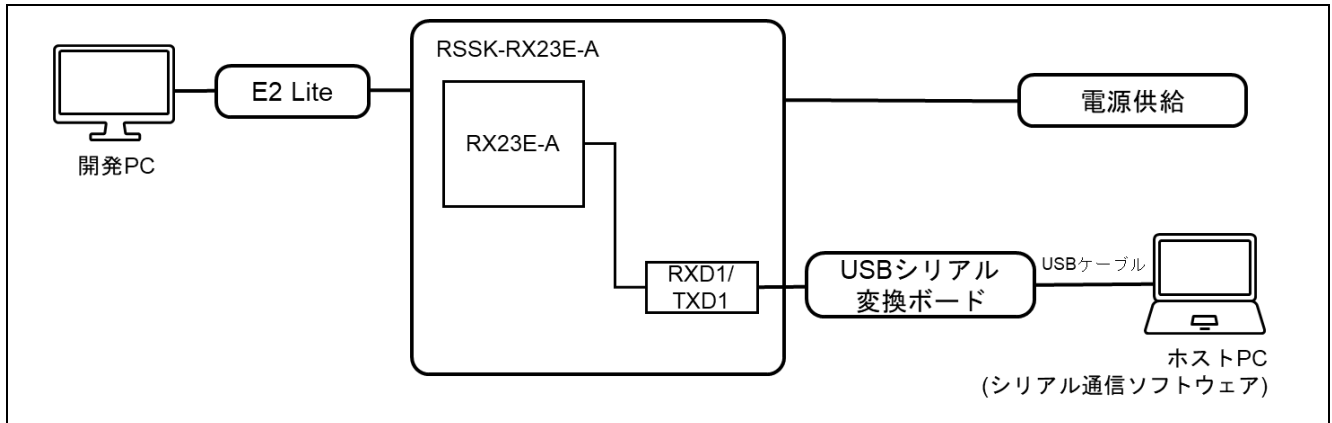 RSSK-RX23E-A
E2 Lite
RX23E-A
開発PC
電源供給
RXD1/
TXD1
USBシリアル
変換ボード
USBケーブル
ホストPC
(シリアル通信ソフトウェア)